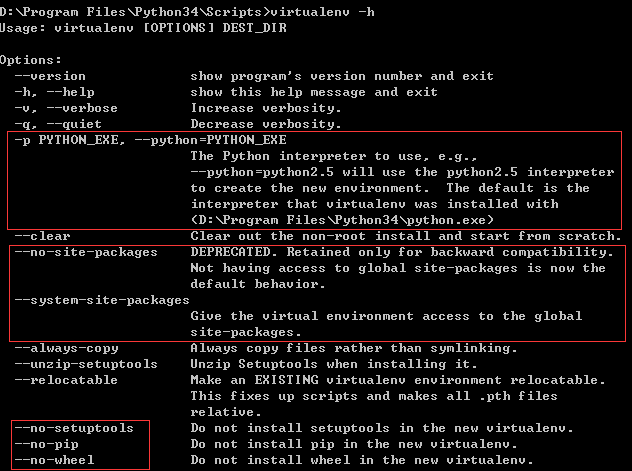 D:\Program Files\Python34\Scripts>virtualenv -h
Usage: virtualenv [OPTIONS] DEST_DIR
Options:
--version show program's version number and exit
-h, --help show this help message and exit
-v, --verbose Increase verbosity.
-q, --quiet Decrease verbosity.
-p PYTHON_EXE, --python=PYTHON_EXE
The Python interpreter to use, e.g.,
--python=python2.5 will use the python2.5 interpreter
to create the new environment.  The default is the
interpreter that virtualenv was installed with
(D:\Program Files\Python34\python.exe)
--clear Clear out the non-root install and start from scratch.
--no-site-packages DEPRECATED. Retained only for backward compatibility.
Not having access to global site-packages is now the
default behavior.
--system-site-packages
Give the virtual environment access to the global
site-packages.
--always-copy Always copy files rather than symlinking.
--unzip-setuptools Unzip Setuptools when installing it.
--relocatable Make an EXISTING virtualenv environment relocatable.
This fixes up scripts and makes all .pth files
relative.
--no-setuptools Do not install setuptools in the new virtualenv.
--no-pip Do not install pip in the new virtualenv.
--no-wheel Do not install wheel in the new virtualenv.